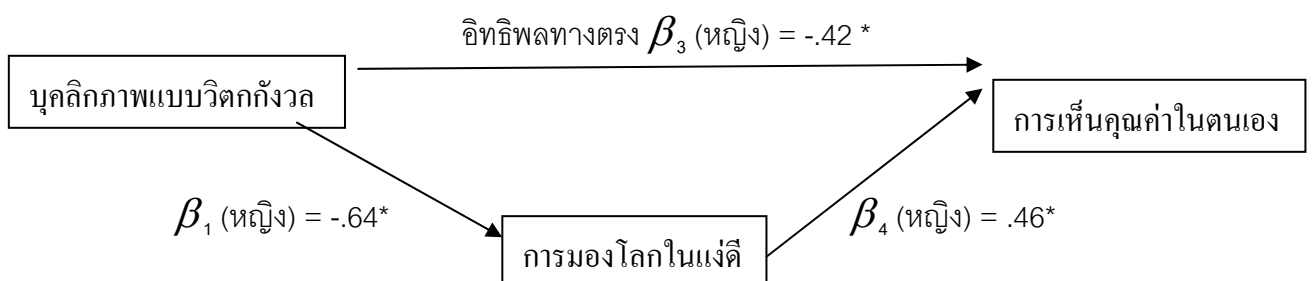 อิทธิพลทางตรง β₃ (หญิง) = -.42 *
บุคลิกภาพแบบวิตกกังวล
การเห็นคุณค่าในตนเอง
β₁ (หญิง) = -.64*
β₄ (หญิง) = .46*
การมองโลกในแง่ดี